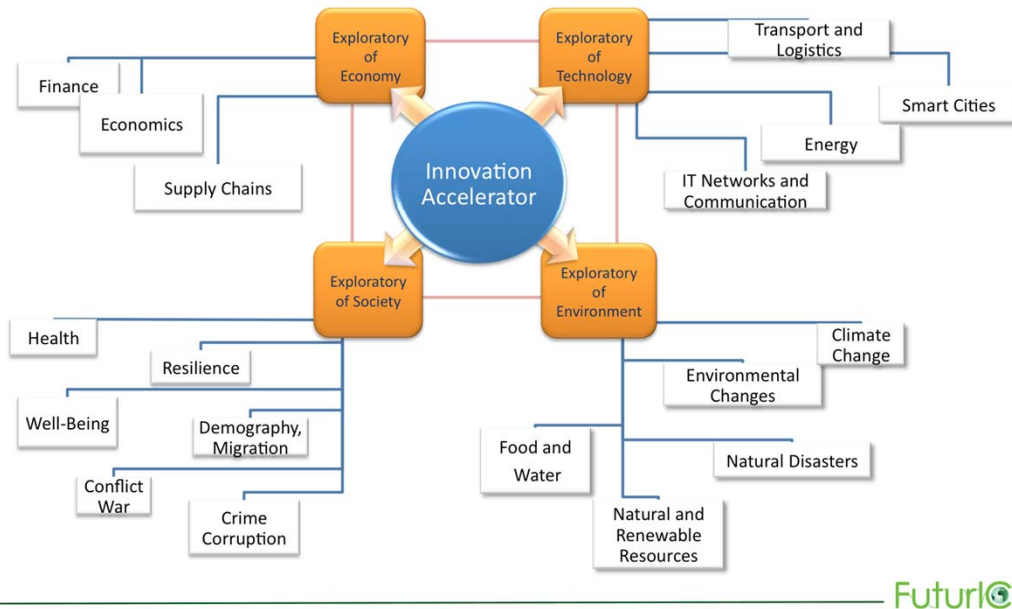 Exploratory
of
Economy
Exploratory
of
Technology
Transport and
Logistics
Finance
Economics
Smart Cities
Energy
Supply Chains
Innovation
Accelerator
IT Networks and
Communication
Exploratory
of Society
Exploratory
of
Environment
Health
Resilience
Climate
Change
Environmental
Changes
Well-Being
Demography,
Migration
Food and
Water
Natural Disasters
Conflict
War
Crime
Corruption
Natural and
Renewable
Resources
FuturIC